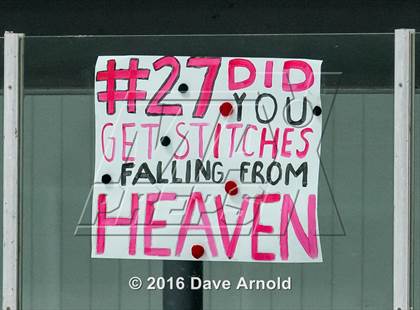 #27 DID
YOU
GET STITCHES
FALLING FROM
HEAVEN
© 2016 Dave Arnold